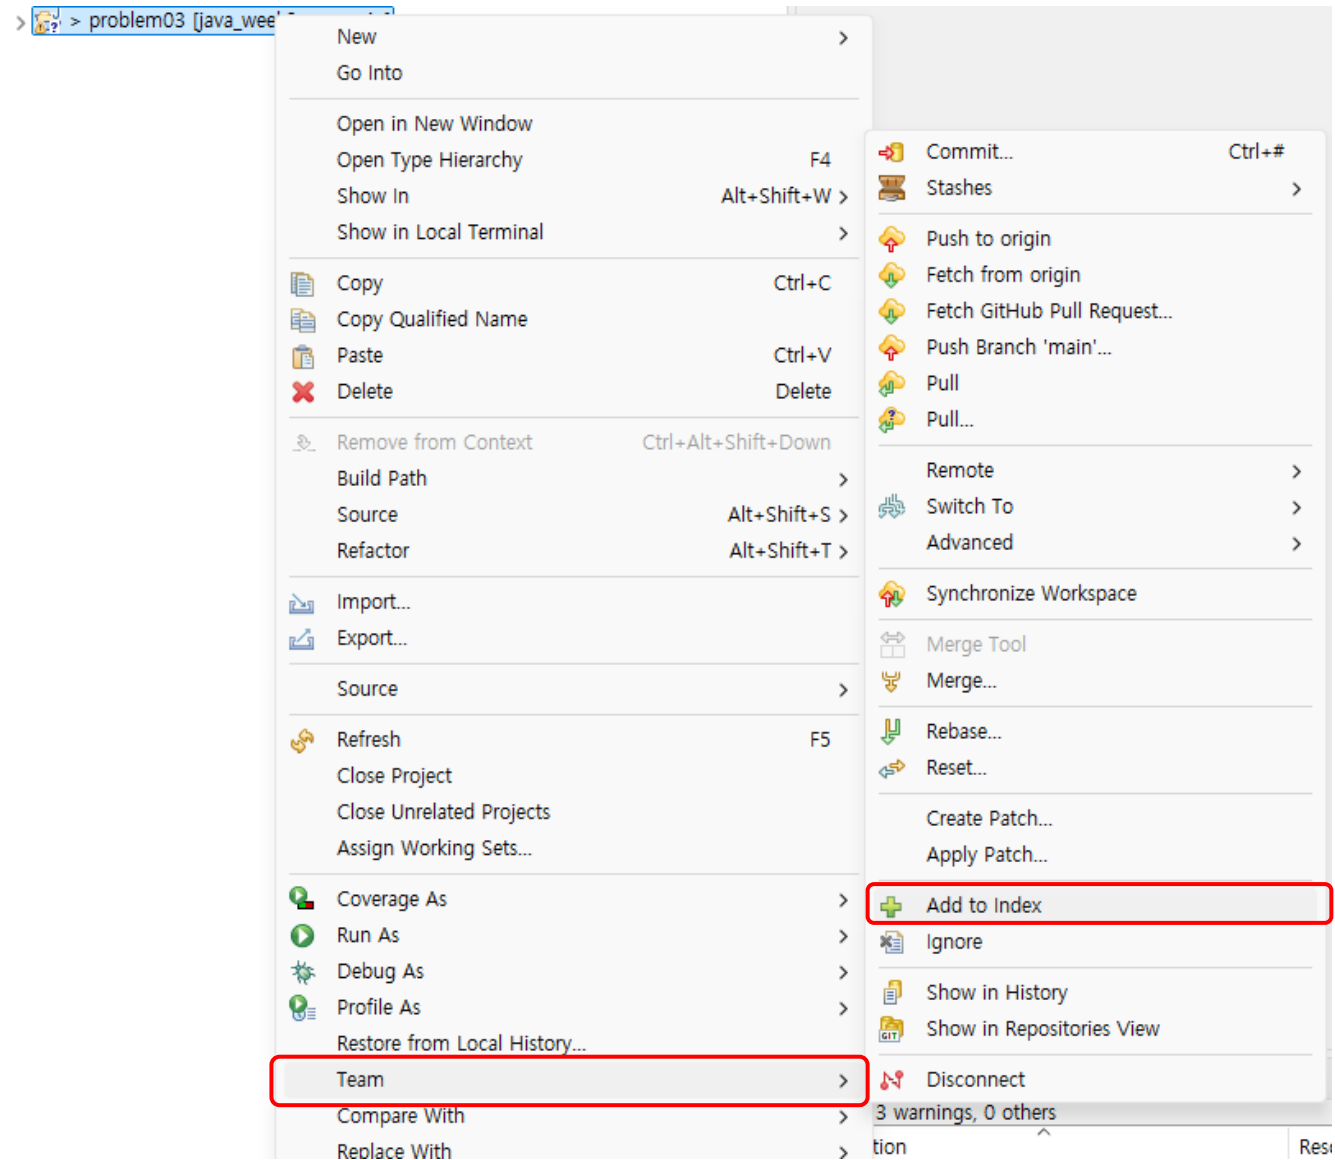 > problem03 [java_wee
New
Go Into
Open in New Window
Open Type Hierarchy F4
Show In Alt+Shift+W
Show in Local Terminal
Copy Ctrl+C
Copy Qualified Name
Paste Ctrl+V
Delete Delete
Remove from Context Ctrl+Alt+Shift+Down
Build Path
Source Alt+Shift+S
Refactor Alt+Shift+T
Import...
Export...
Source
Refresh F5
Close Project
Close Unrelated Projects
Assign Working Sets...
Coverage As
Run As
Debug As
Profile As
Restore from Local History...
Team
Compare With
Replace With
Commit... Ctrl+#
Stashes
Push to origin
Fetch from origin
Fetch GitHub Pull Request...
Push Branch 'main'...
Pull
Pull...
Remote
Switch To
Advanced
Synchronize Workspace
Merge Tool
Merge...
Rebase...
Reset...
Create Patch...
Apply Patch...
Add to Index
Ignore
Show in History
GIT Show in Repositories View
Disconnect
3 warnings, 0 others
tion Res